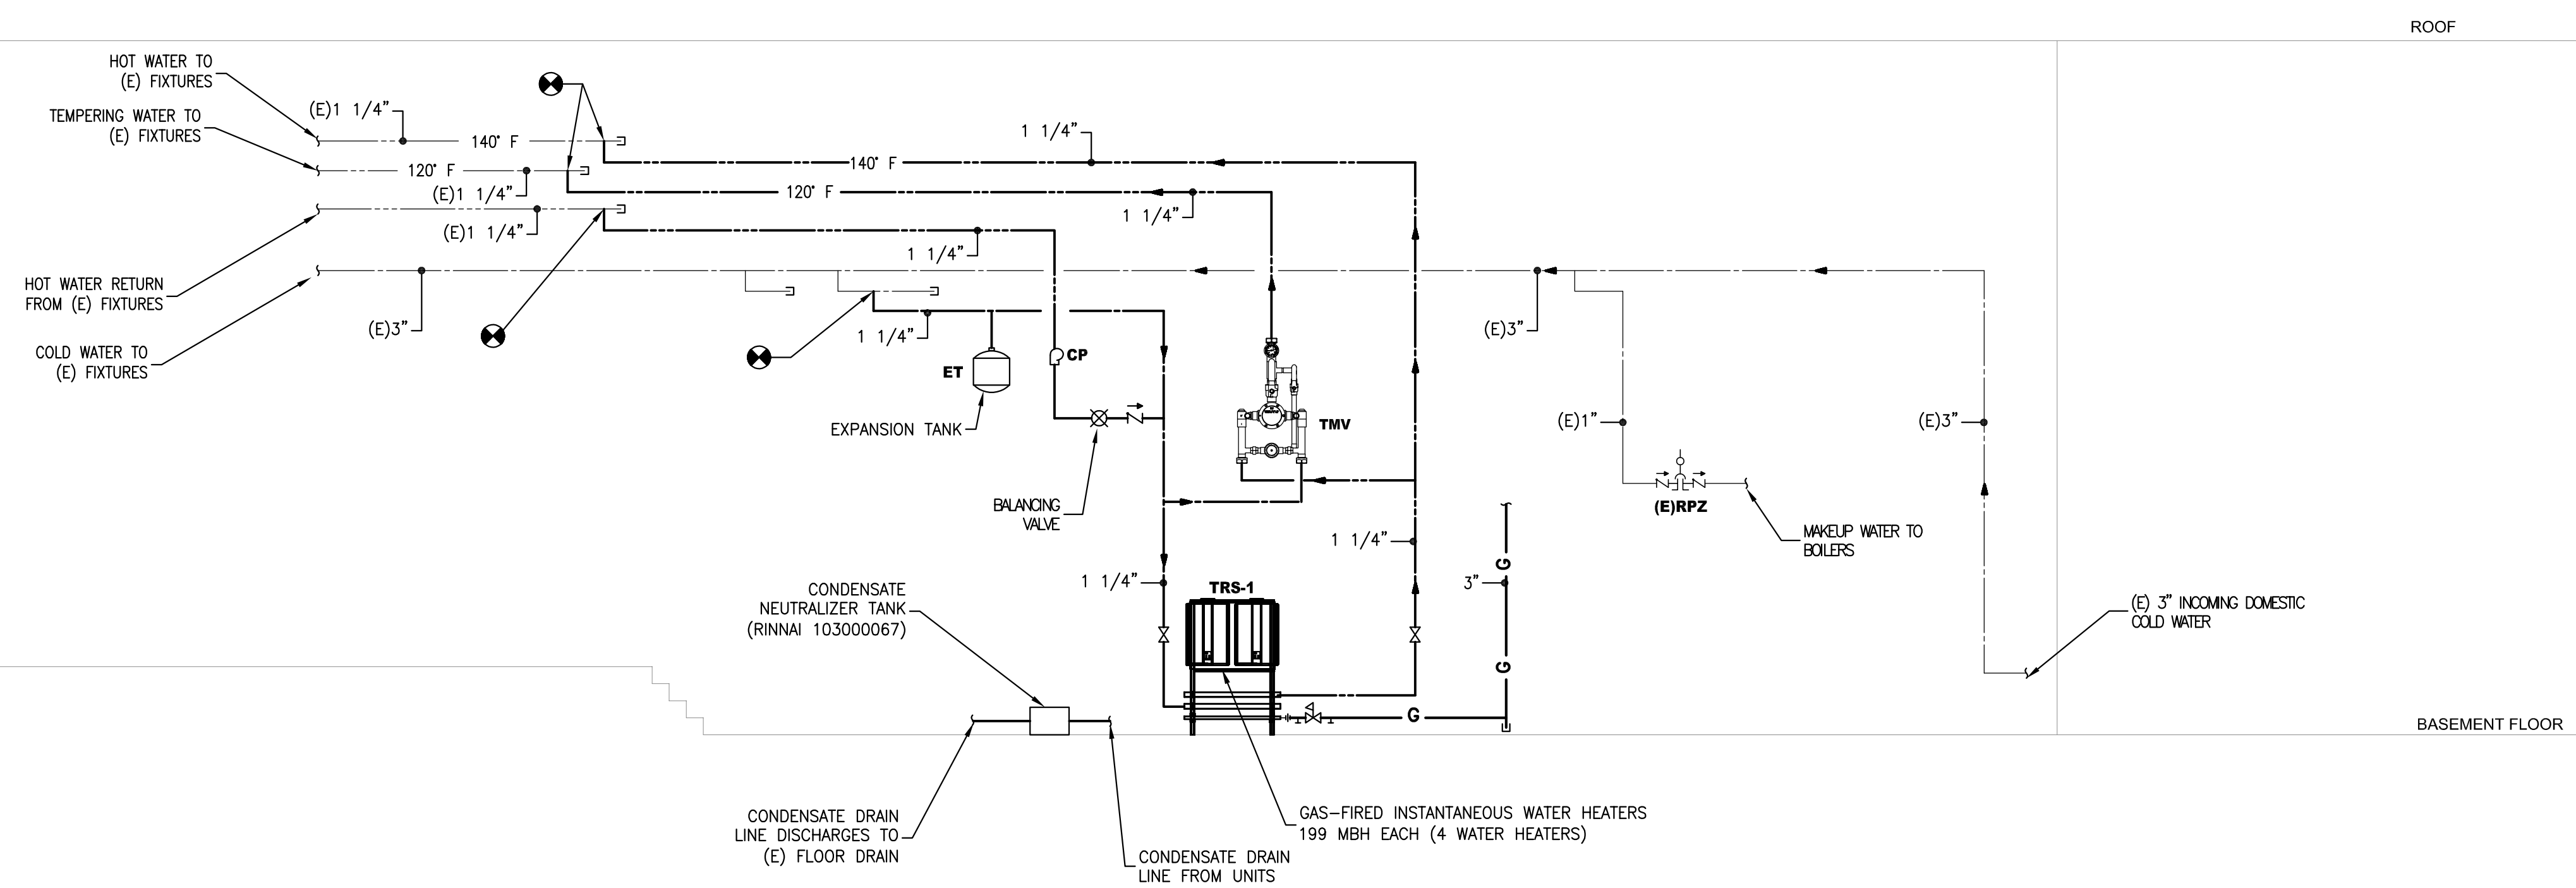 ROOF
HOT WATER TO
(E) FIXTURES
(E)1 1/4"
TEMPERING WATER TO
(E) FIXTURES
140° F
1 1/4"
140° F
120° F
(E)1 1/4"
120° F
1 1/4"
(E)1 1/4"
1 1/4"
HOT WATER RETURN
FROM (E) FIXTURES
(E)3"
1 1/4"
(E)3"
COLD WATER TO
(E) FIXTURES
CP
ET
EXPANSION TANK
TMV
(E)1"
(E)3"
BALANCING
VALVE
(E)RPZ
MAKEUP WATER TO
BOILERS
1 1/4"
G
1 1/4"
3"
CONDENSATE
NEUTRALIZER TANK
(RINNAI 103000067)
TRS-1
(E) 3" INCOMING DOMESTIC
COLD WATER
G
G
BASEMENT FLOOR
CONDENSATE DRAIN
LINE DISCHARGES TO
(E) FLOOR DRAIN
GAS-FIRED INSTANTANEOUS WATER HEATERS
199 MBH EACH (4 WATER HEATERS)
CONDENSATE DRAIN
LINE FROM UNITS